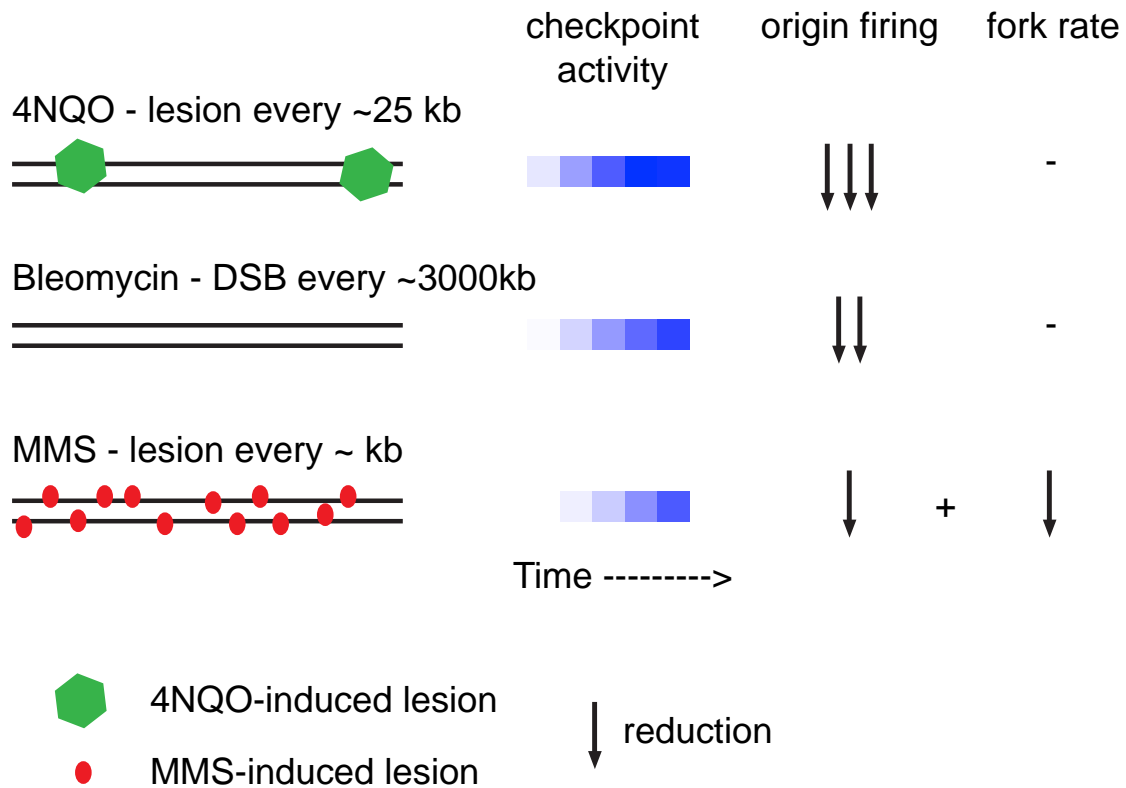 checkpoint activity
origin firing
fork rate
4NQO - lesion every ~25 kb
-
Bleomycin - DSB every ~3000kb
-
MMS - lesion every ~ kb
+
Time --------->
4NQO-induced lesion
reduction
MMS-induced lesion